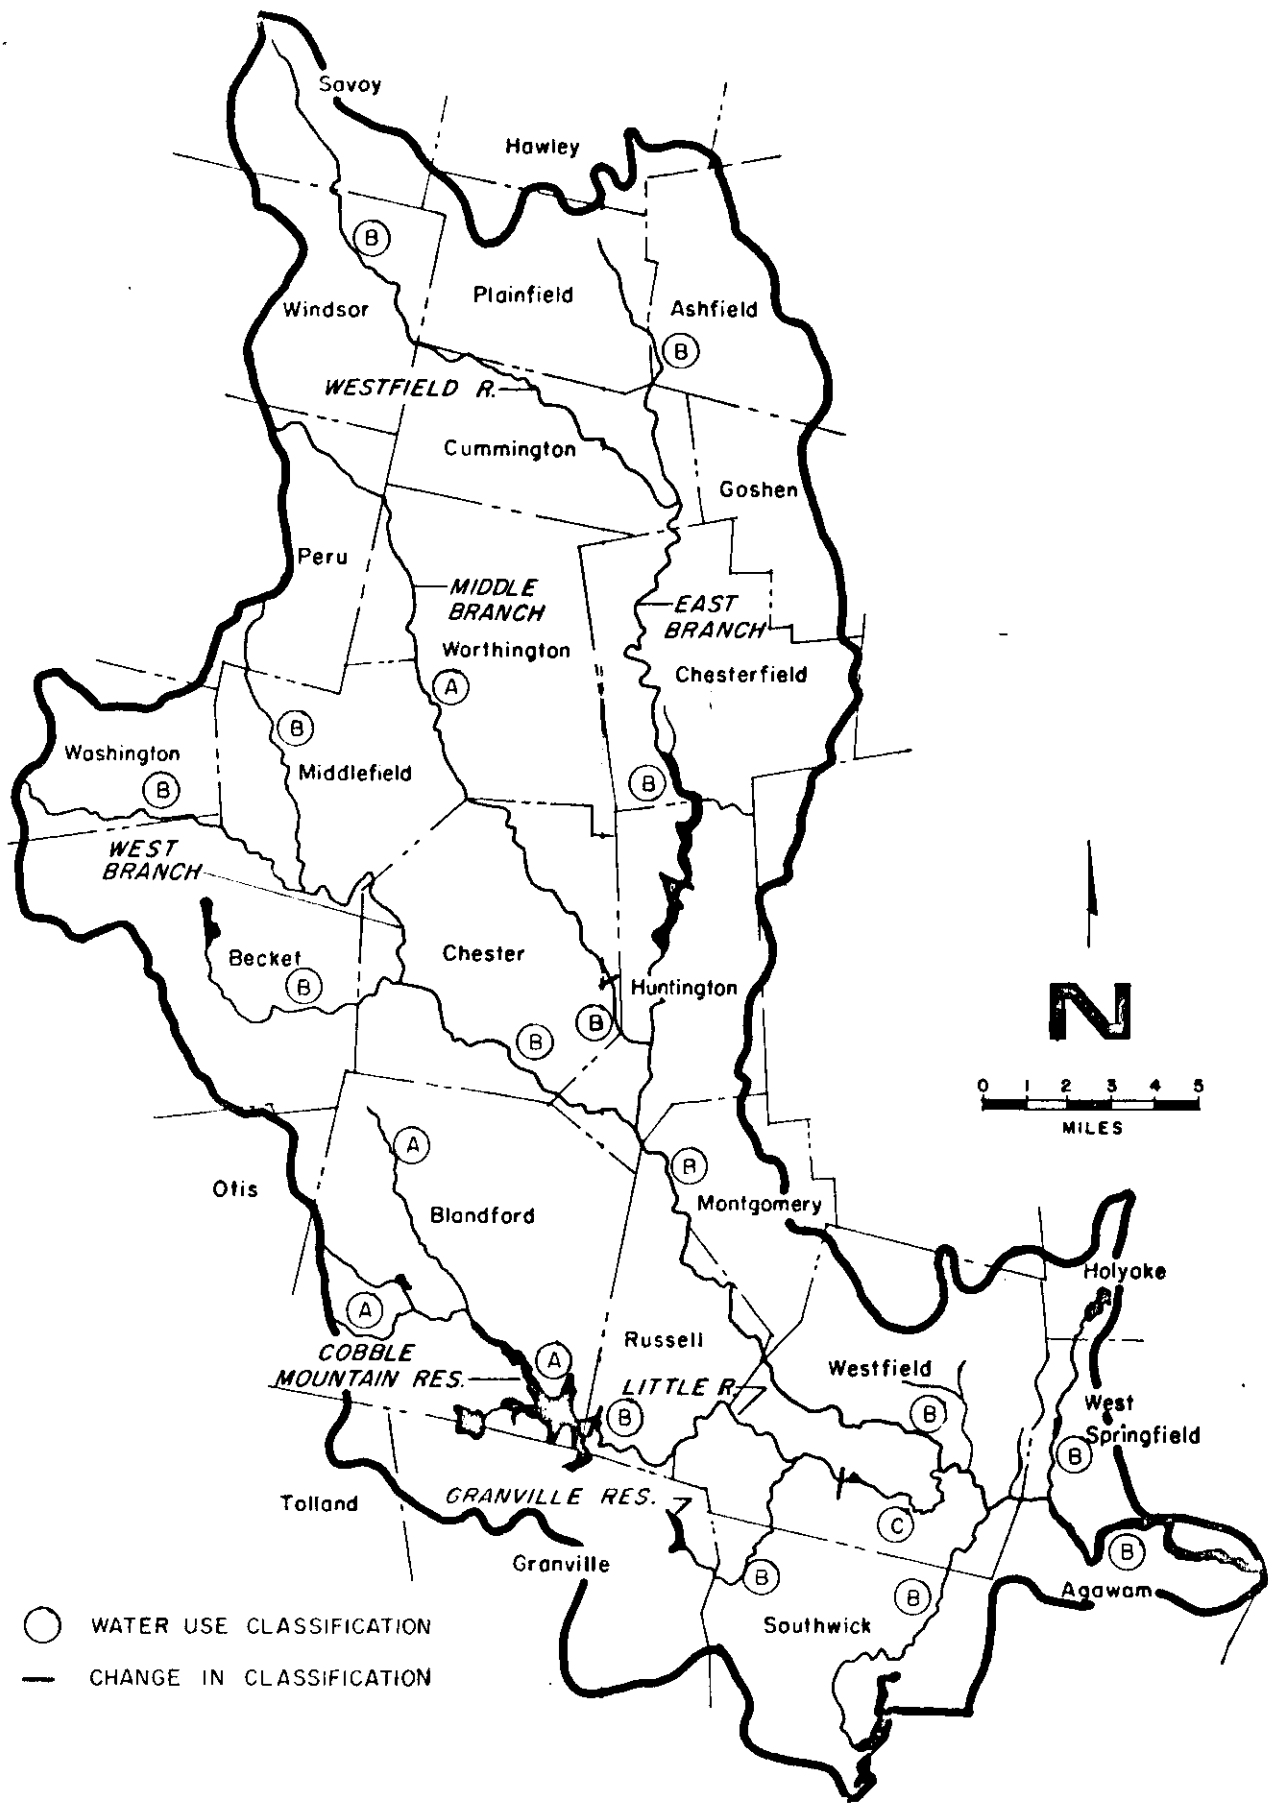 Savoy
Hawley
B
Windsor
Plainfield
Ashfield
B
WESTFIELD R.
Cummington
Goshen
Peru
MIDDLE
BRANCH
EAST
BRANCH
Worthington
Chesterfield
A
B
Washington
Middlefield
B
B
WEST
BRANCH
Becket
B
Chester
Huntington
B
B
N
0 1 2 3 4 5
MILES
A
B
Otis
Blandford
Montgomery
Holyoke
A
COBBLE
MOUNTAIN RES.
A
Russell
Westfield
LITTLE R.
B
B
West
Springfield
B
Tolland
GRANVILLE RES.
C
Granville
B
B
B
Agawam
Southwick
WATER USE CLASSIFICATION
CHANGE IN CLASSIFICATION